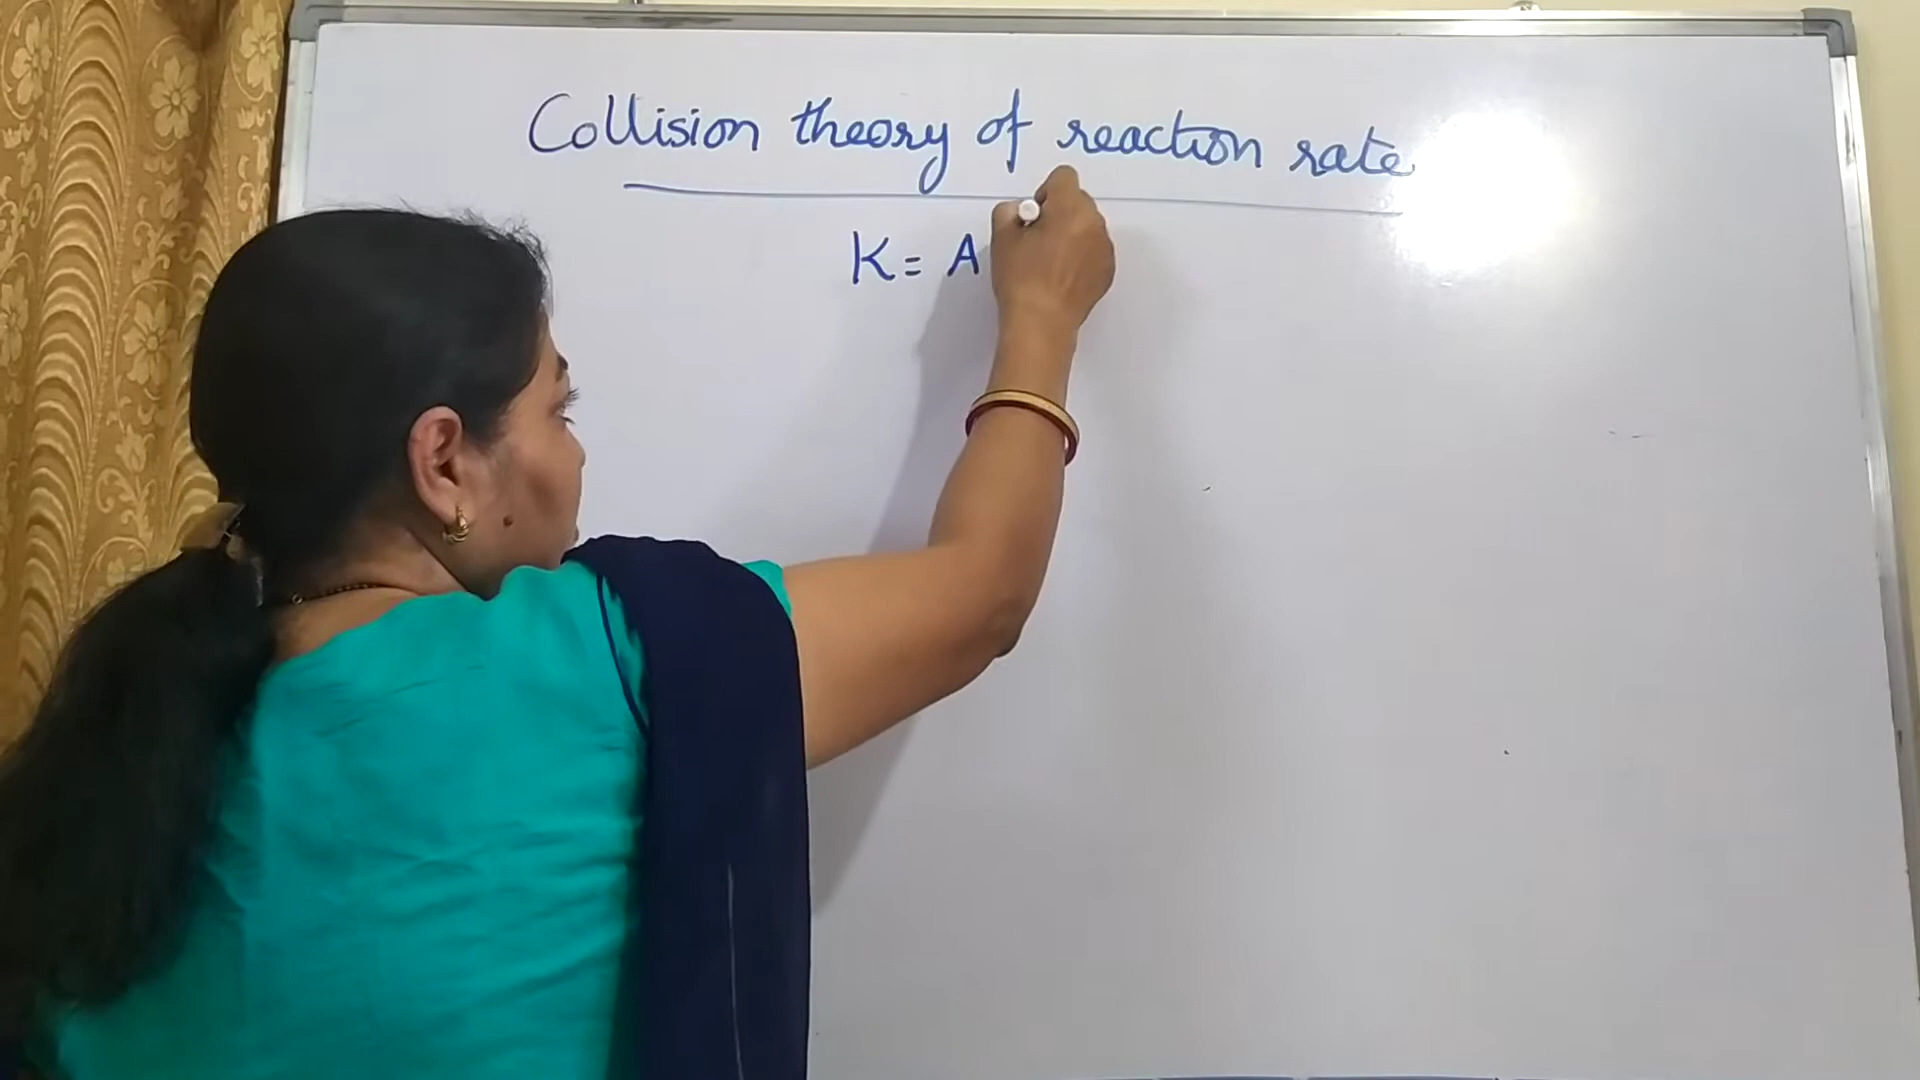 Collision theory of reaction rate
K = A